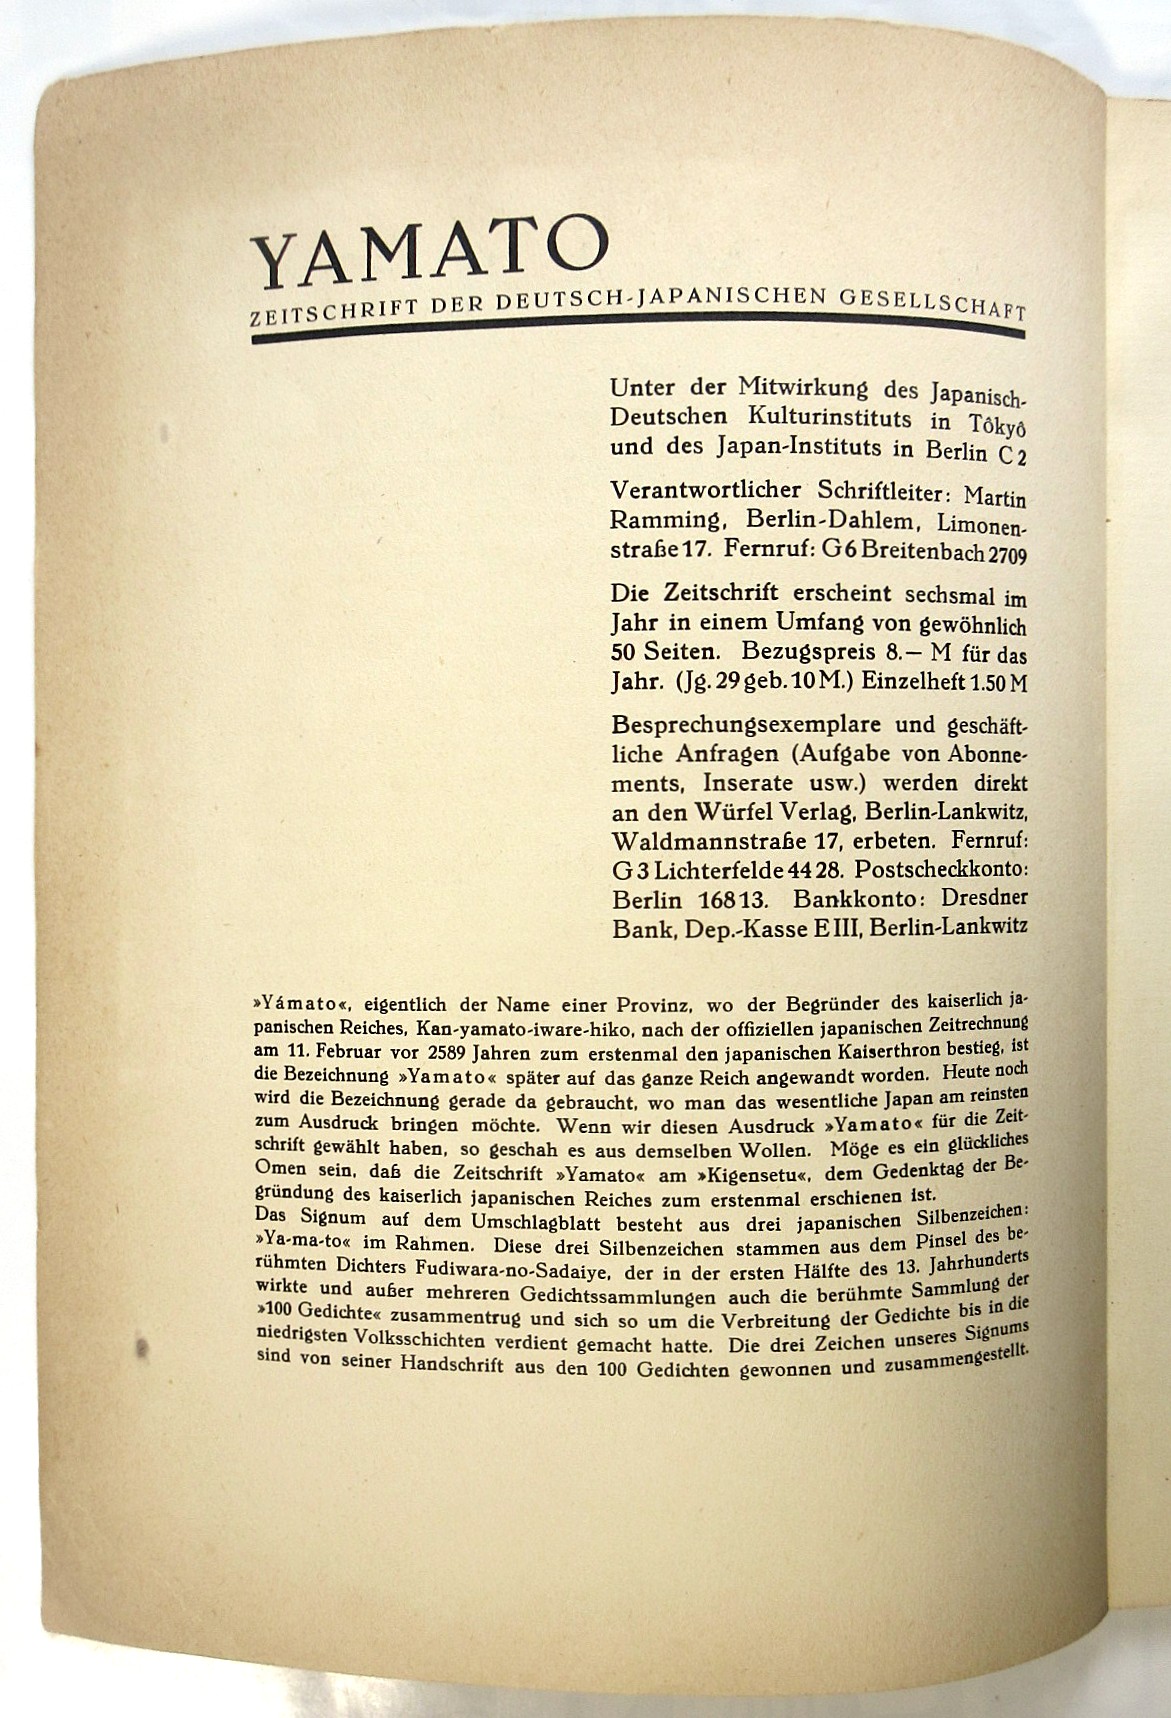 YAMATO
ZEITSCHRIFT DER DEUTSCH-JAPANISCHEN GESELLSCHAFT
Unter der Mitwirkung des Japanisch-
Deutschen Kulturinstituts in Tôkyô
und des Japan-Instituts in Berlin C 2
Verantwortlicher Schriftleiter: Martin
Ramming, Berlin-Dahlem, Limonen-
straße 17. Fernruf: G 6 Breitenbach 2709
Die Zeitschrift erscheint sechsmal im
Jahr in einem Umfang von gewöhnlich
50 Seiten. Bezugspreis 8.— M für das
Jahr. (Jg. 29 geb. 10 M.) Einzelheft 1.50 M
Besprechungsexemplare und geschäft-
liche Anfragen (Aufgabe von Abonne-
ments, Inserate usw.) werden direkt
an den Würfel Verlag, Berlin-Lankwitz,
Waldmannstraße 17, erbeten. Fernruf:
G 3 Lichterfelde 44 28. Postscheckkonto:
Berlin 168 13. Bankkonto: Dresdner
Bank, Dep.-Kasse E III, Berlin-Lankwitz
»Yámato«, eigentlich der Name einer Provinz, wo der Begründer des kaiserlich ja-
panischen Reiches, Kan-yamato-iware-hiko, nach der offiziellen japanischen Zeitrechnung
am 11. Februar vor 2589 Jahren zum erstenmal den japanischen Kaiserthron bestieg, ist
die Bezeichnung »Yamato« später auf das ganze Reich angewandt worden. Heute noch
wird die Bezeichnung gerade da gebraucht, wo man das wesentliche Japan am reinsten
zum Ausdruck bringen möchte. Wenn wir diesen Ausdruck »Yamato« für die Zeit-
schrift gewählt haben, so geschah es aus demselben Wollen. Möge es ein glückliches
Omen sein, daß die Zeitschrift »Yamato« am »Kigensetu«, dem Gedenktag der Be-
gründung des kaiserlich japanischen Reiches zum erstenmal erschienen ist.
Das Signum auf dem Umschlagblatt besteht aus drei japanischen Silbenzeichen:
»Ya-ma-to« im Rahmen. Diese drei Silbenzeichen stammen aus dem Pinsel des be-
rühmten Dichters Fudiwara-no-Sadaiye, der in der ersten Hälfte des 13. Jahrhunderts
wirkte und außer mehreren Gedichtssammlungen auch die berühmte Sammlung der
»100 Gedichte« zusammentrug und sich so um die Verbreitung der Gedichte bis in die
niedrigsten Volksschichten verdient gemacht hatte. Die drei Zeichen unseres Signums
sind von seiner Handschrift aus den 100 Gedichten gewonnen und zusammengestellt.